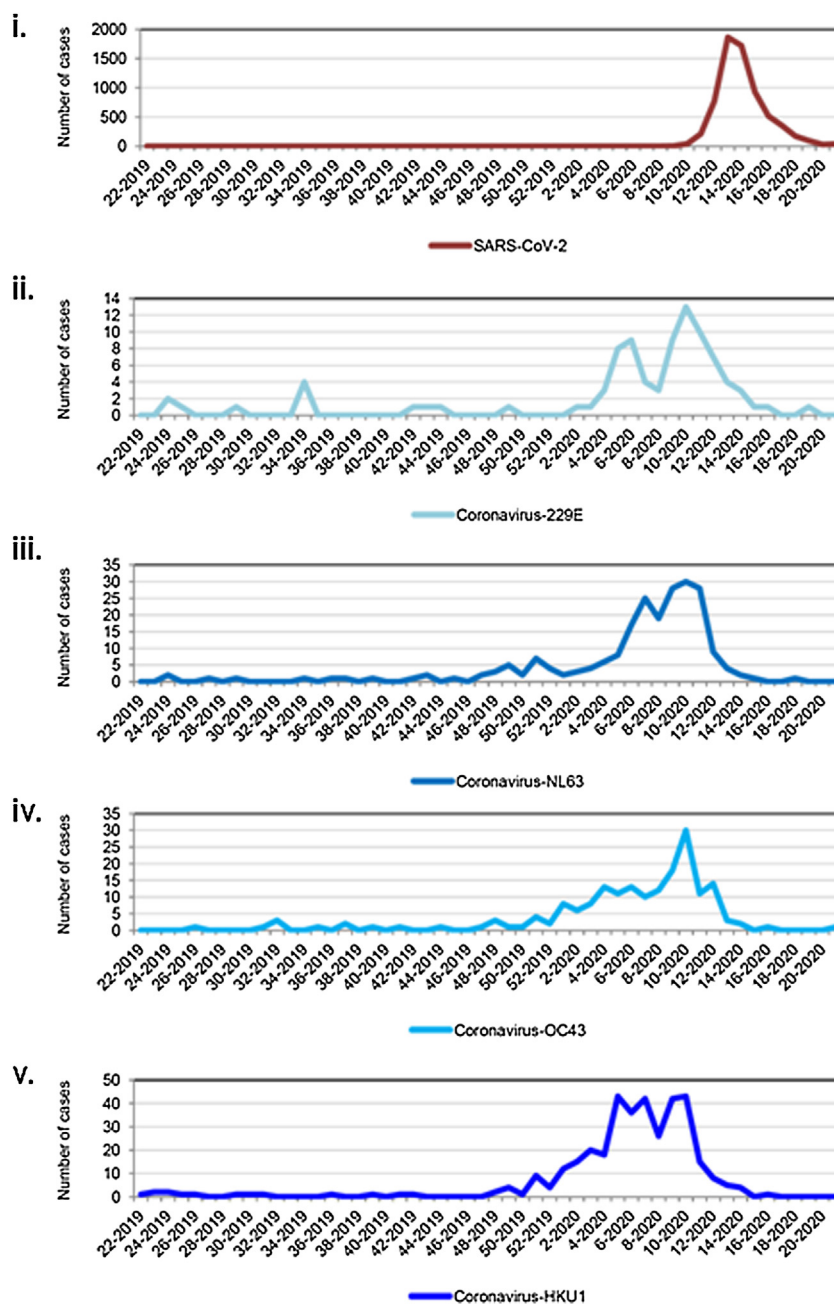 i.
Number of cases
2000
1500
1000
500
0
22-2019 24-2019 26-2019 28-2019 30-2019 32-2019 34-2019 36-2019 38-2019 40-2019 42-2019 44-2019 46-2019 48-2019 50-2019 52-2019 2-2020 4-2020 6-2020 8-2020 10-2020 12-2020 14-2020 16-2020 18-2020 20-2020
SARS-CoV-2
ii.
Number of cases
14
12
10
8
6
4
2
0
22-2019 24-2019 26-2019 28-2019 30-2019 32-2019 34-2019 36-2019 38-2019 40-2019 42-2019 44-2019 46-2019 48-2019 50-2019 52-2019 2-2020 4-2020 6-2020 8-2020 10-2020 12-2020 14-2020 16-2020 18-2020 20-2020
Coronavirus-229E
iii.
Number of cases
35
30
25
20
15
10
5
0
22-2019 24-2019 26-2019 28-2019 30-2019 32-2019 34-2019 36-2019 38-2019 40-2019 42-2019 44-2019 46-2019 48-2019 50-2019 52-2019 2-2020 4-2020 6-2020 8-2020 10-2020 12-2020 14-2020 16-2020 18-2020 20-2020
Coronavirus-NL63
iv.
Number of cases
35
30
25
20
15
10
5
0
22-2019 24-2019 26-2019 28-2019 30-2019 32-2019 34-2019 36-2019 38-2019 40-2019 42-2019 44-2019 46-2019 48-2019 50-2019 52-2019 2-2020 4-2020 6-2020 8-2020 10-2020 12-2020 14-2020 16-2020 18-2020 20-2020
Coronavirus-OC43
v.
Number of cases
50
40
30
20
10
0
22-2019 24-2019 26-2019 28-2019 30-2019 32-2019 34-2019 36-2019 38-2019 40-2019 42-2019 44-2019 46-2019 48-2019 50-2019 52-2019 2-2020 4-2020 6-2020 8-2020 10-2020 12-2020 14-2020 16-2020 18-2020 20-2020
Coronavirus-HKU1